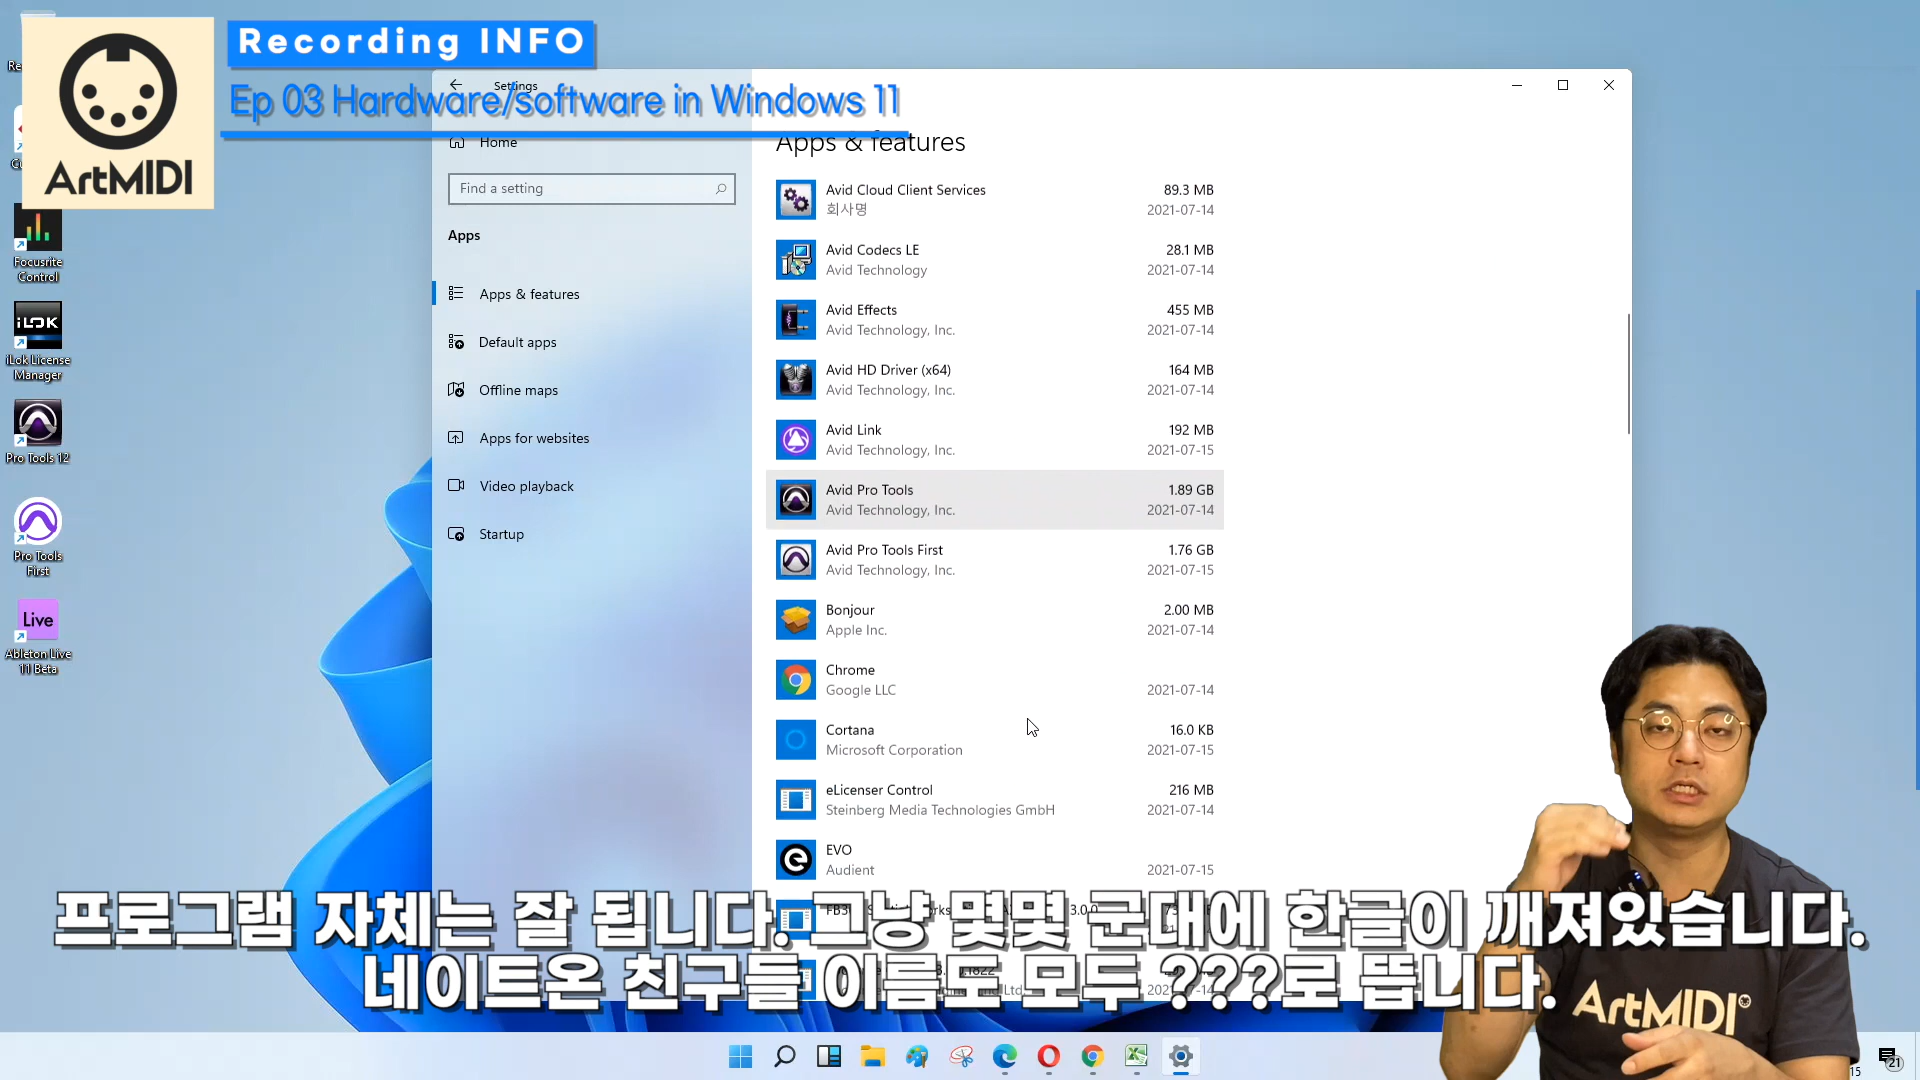 Recording INFO
Ep 03 Hardware/software in Windows 11
ArtMIDI
Settings
Home
Find a setting
Apps
Apps & features
Default apps
Offline maps
Apps for websites
Video playback
Startup
Apps & features
Avid Cloud Client Services 89.3 MB
회사명 2021-07-14
Avid Codecs LE 28.1 MB
Avid Technology 2021-07-14
Avid Effects 455 MB
Avid Technology, Inc. 2021-07-14
Avid HD Driver (x64) 164 MB
Avid Technology, Inc. 2021-07-14
Avid Link 192 MB
Avid Technology, Inc. 2021-07-15
Avid Pro Tools 1.89 GB
Avid Technology, Inc. 2021-07-14
Avid Pro Tools First 1.76 GB
Avid Technology, Inc. 2021-07-15
Bonjour 2.00 MB
Apple Inc. 2021-07-14
Chrome
Google LLC 2021-07-14
Cortana 16.0 KB
Microsoft Corporation 2021-07-15
eLicenser Control 216 MB
Steinberg Media Technologies GmbH 2021-07-14
EVO
Audient 2021-07-15
Focusrite
Control
iLOK
iLok License
Manager
Pro Tools 12
Pro Tools
First
Live
Ableton Live
11 Beta
프로그램 자체는 잘 됩니다. 그냥 몇몇 군대에 한글이 깨져있습니다.
네이트온 친구들 이름도 모두 ???로 뜹니다.
ArtMIDI
15
21